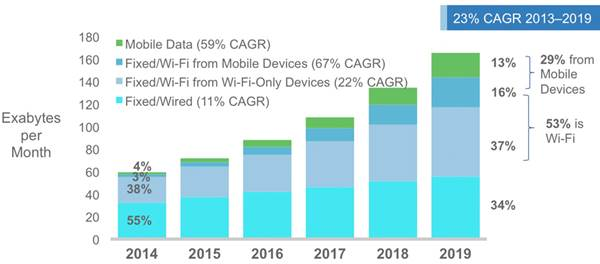 23% CAGR 2013–2019
Mobile Data (59% CAGR)
Fixed/Wi-Fi from Mobile Devices (67% CAGR)
Fixed/Wi-Fi from Wi-Fi-Only Devices (22% CAGR)
Fixed/Wired (11% CAGR)
Exabytes
per
Month
180
160
140
120
100
80
60
40
20
0
4%
3%
38%
55%
13%
16%
37%
34%
29% from
Mobile
Devices
53% is
Wi-Fi
2014 2015 2016 2017 2018 2019